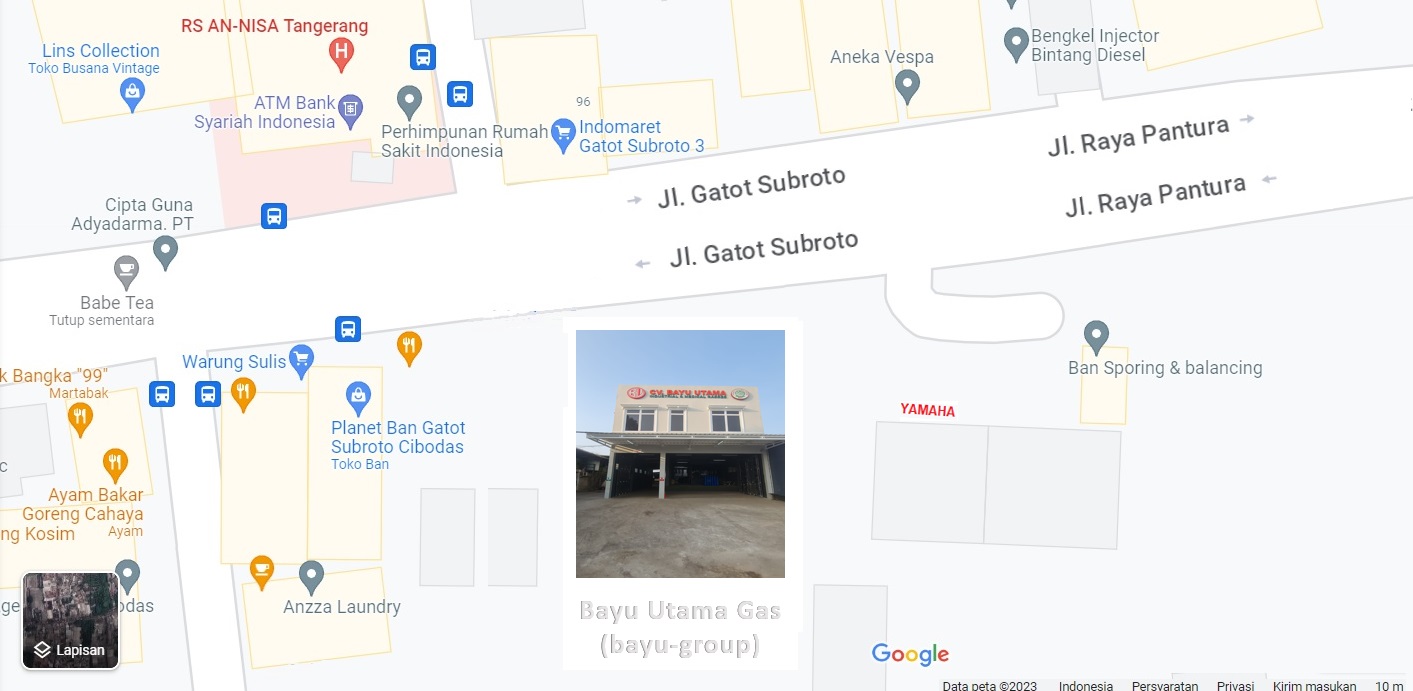 RS AN-NISA Tangerang
Lins Collection
Toko Busana Vintage
ATM Bank
Syariah Indonesia
Perhimpunan Rumah
Sakit Indonesia
96
Indomaret
Gatot Subroto 3
Aneka Vespa
Bengkel Injector
Bintang Diesel
Jl. Raya Pantura
Jl. Raya Pantura
Jl. Gatot Subroto
Jl. Gatot Subroto
Cipta Guna
Adyadarma. PT
Babe Tea
Tutup sementara
Warung Sulis
k Bangka "99"
Martabak
Planet Ban Gatot
Subroto Cibodas
Toko Ban
Ayam Bakar
Goreng Cahaya
ng Kosim
Ayam
c
Anzza Laundry
odas
Lapisan
CV. BAYU UTAMA
INDUSTRIAL & MEDICAL GASSES
Bayu Utama Gas
(bayu-group)
YAMAHA
Ban Sporing & balancing
Google
Data peta ©2023 Indonesia Persyaratan Privasi Kirim masukan 10 m